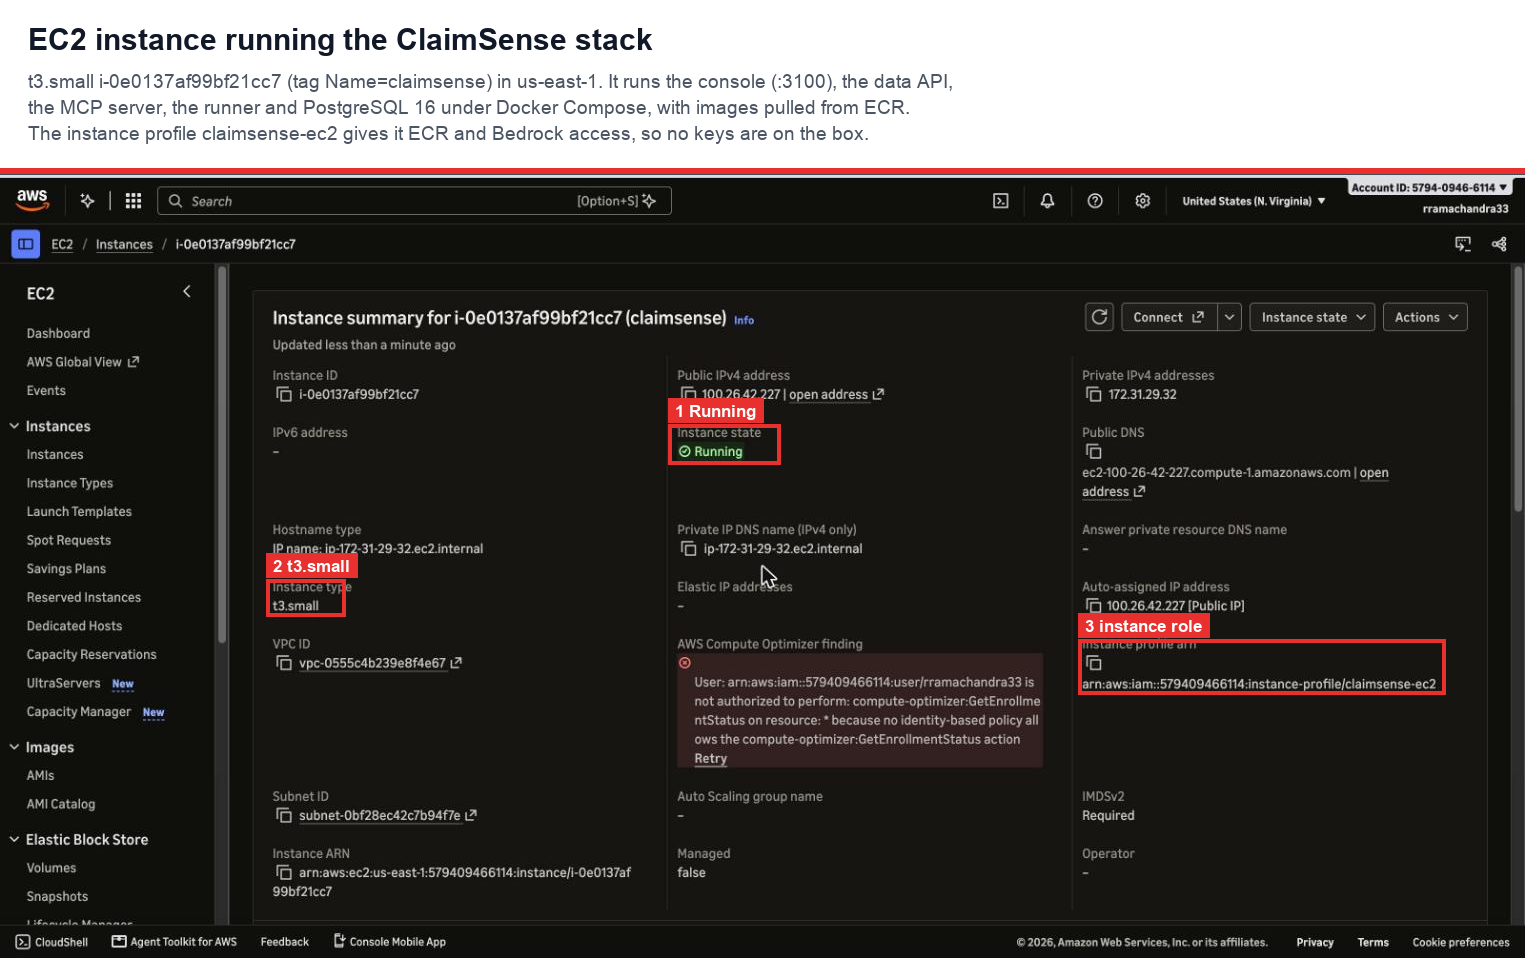 EC2 instance running the ClaimSense stack
t3.small i-0e0137af99bf21cc7 (tag Name=claimsense) in us-east-1. It runs the console (:3100), the data API,
the MCP server, the runner and PostgreSQL 16 under Docker Compose, with images pulled from ECR.
The instance profile claimsense-ec2 gives it ECR and Bedrock access, so no keys are on the box.
aws
Search
[Option+S]
United States (N. Virginia)
Account ID: 5794-0946-6114
rramachandra33
EC2 / Instances / i-0e0137af99bf21cc7
EC2
Dashboard
AWS Global View
Events
Instances
Instances
Instance Types
Launch Templates
Spot Requests
Savings Plans
Reserved Instances
Dedicated Hosts
Capacity Reservations
UltraServers New
Capacity Manager New
Images
AMIs
AMI Catalog
Elastic Block Store
Volumes
Snapshots
Lifecycle Manager
Instance summary for i-0e0137af99bf21cc7 (claimsense) Info
Updated less than a minute ago
Connect
Instance state
Actions
Instance ID
i-0e0137af99bf21cc7
Public IPv4 address
100.26.42.227 | open address
Private IPv4 addresses
172.31.29.32
IPv6 address
–
1 Running
Instance state
Running
Public DNS
ec2-100-26-42-227.compute-1.amazonaws.com | open
address
Hostname type
IP name: ip-172-31-29-32.ec2.internal
Private IP DNS name (IPv4 only)
ip-172-31-29-32.ec2.internal
Answer private resource DNS name
–
2 t3.small
Instance type
t3.small
Elastic IP addresses
–
Auto-assigned IP address
100.26.42.227 [Public IP]
VPC ID
vpc-0555c4b239e8f4e67
AWS Compute Optimizer finding
User: arn:aws:iam::579409466114:user/rramachandra33 is
not authorized to perform: compute-optimizer:GetEnrollme
ntStatus on resource: * because no identity-based policy all
ows the compute-optimizer:GetEnrollmentStatus action
Retry
3 instance role
Instance profile arn
arn:aws:iam::579409466114:instance-profile/claimsense-ec2
Subnet ID
subnet-0bf28ec42c7b94f7e
Auto Scaling group name
–
IMDSv2
Required
Instance ARN
arn:aws:ec2:us-east-1:579409466114:instance/i-0e0137af
99bf21cc7
Managed
false
Operator
–
CloudShell
Agent Toolkit for AWS
Feedback
Console Mobile App
© 2026, Amazon Web Services, Inc. or its affiliates.
Privacy
Terms
Cookie preferences